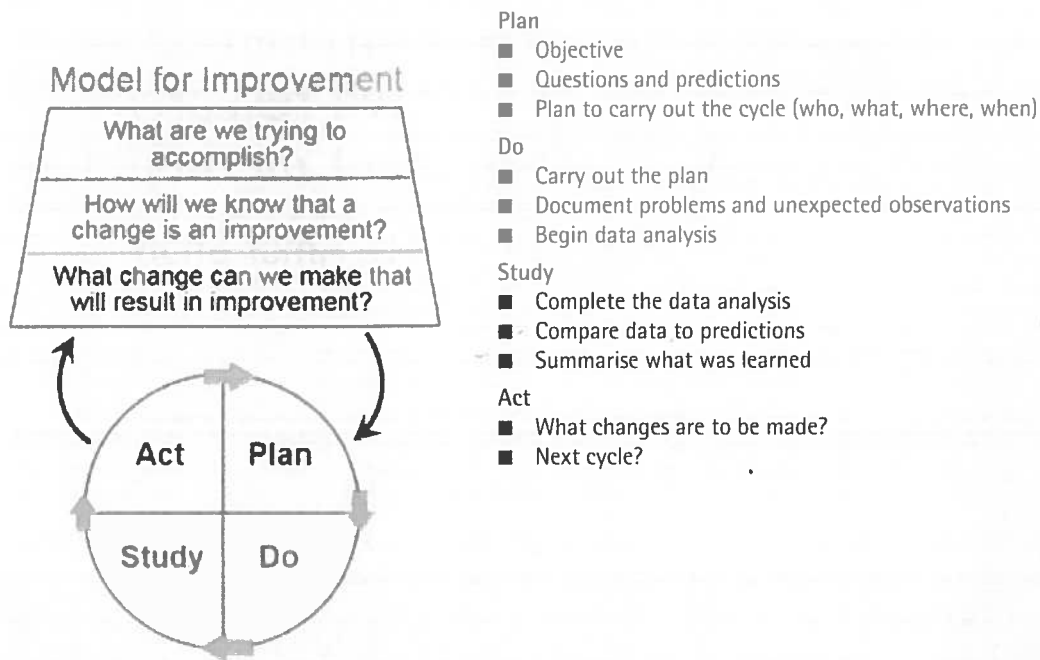 Model for Improvement
What are we trying to
accomplish?
How will we know that a
change is an improvement?
What change can we make that
will result in improvement?
Act
Plan
Study
Do
Plan
■ Objective
■ Questions and predictions
■ Plan to carry out the cycle (who, what, where, when)
Do
■ Carry out the plan
■ Document problems and unexpected observations
■ Begin data analysis
Study
■ Complete the data analysis
■ Compare data to predictions
■ Summarise what was learned
Act
■ What changes are to be made?
■ Next cycle?